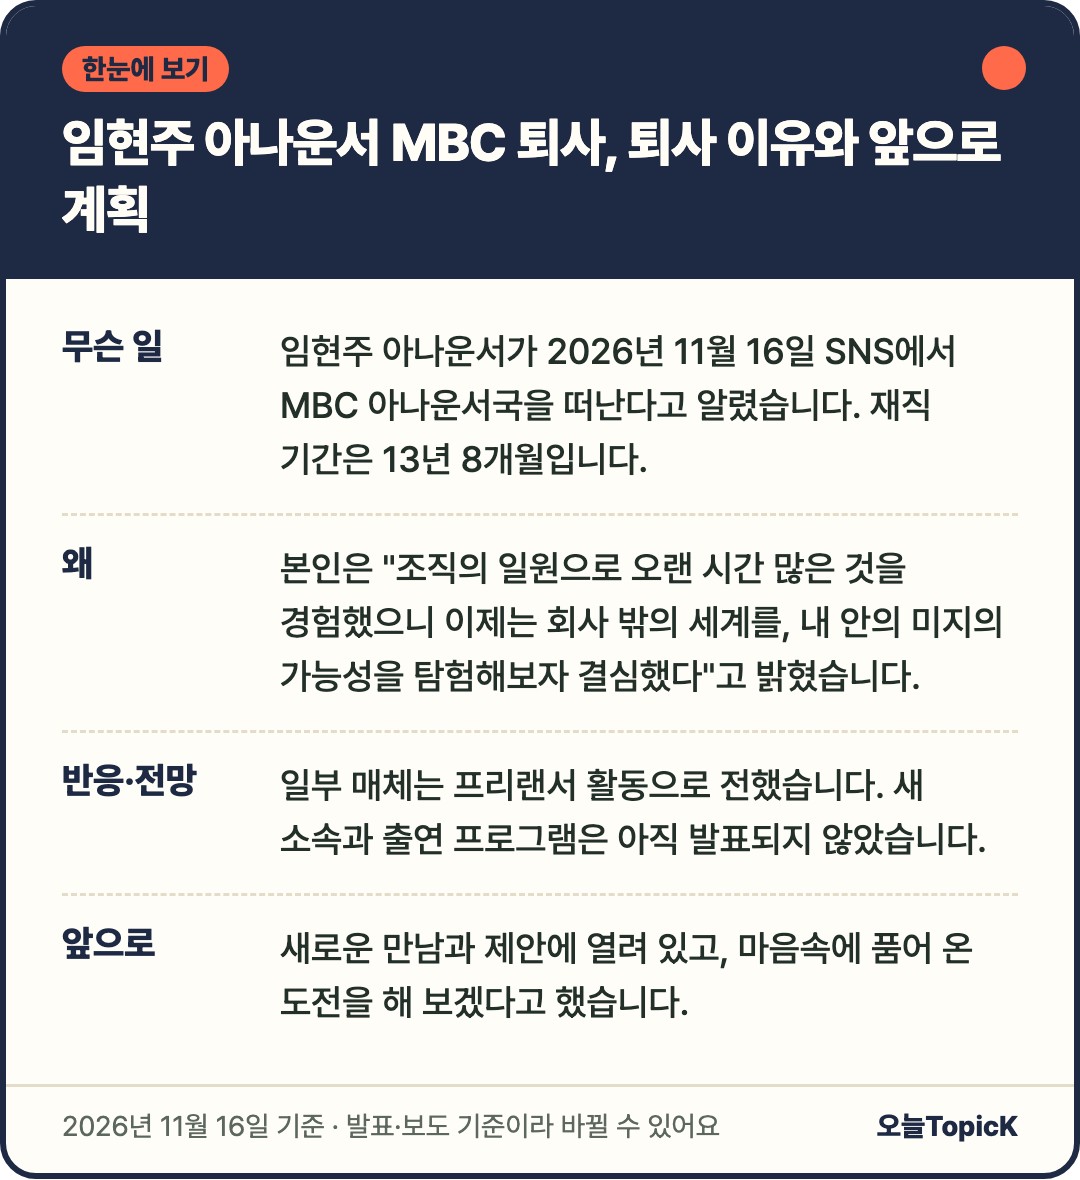 한눈에 보기
임현주 아나운서 MBC 퇴사, 퇴사 이유와 앞으로
계획
무슨 일
임현주 아나운서가 2026년 11월 16일 SNS에서
MBC 아나운서국을 떠난다고 알렸습니다. 재직
기간은 13년 8개월입니다.
왜
본인은 "조직의 일원으로 오랜 시간 많은 것을
경험했으니 이제는 회사 밖의 세계를, 내 안의 미지의
가능성을 탐험해보자 결심했다"고 밝혔습니다.
반응·전망
일부 매체는 프리랜서 활동으로 전했습니다. 새
소속과 출연 프로그램은 아직 발표되지 않았습니다.
앞으로
새로운 만남과 제안에 열려 있고, 마음속에 품어 온
도전을 해 보겠다고 했습니다.
2026년 11월 16일 기준 · 발표·보도 기준이라 바뀔 수 있어요
오늘TopicK